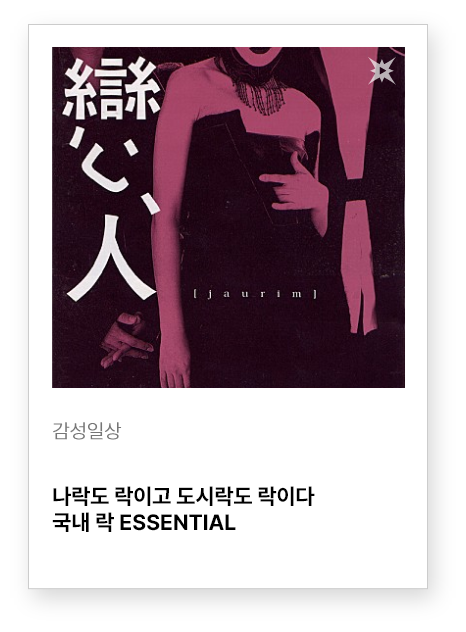 戀
人
[jaurim]
감성일상
나락도 락이고 도시락도 락이다
국내 락 ESSENTIAL